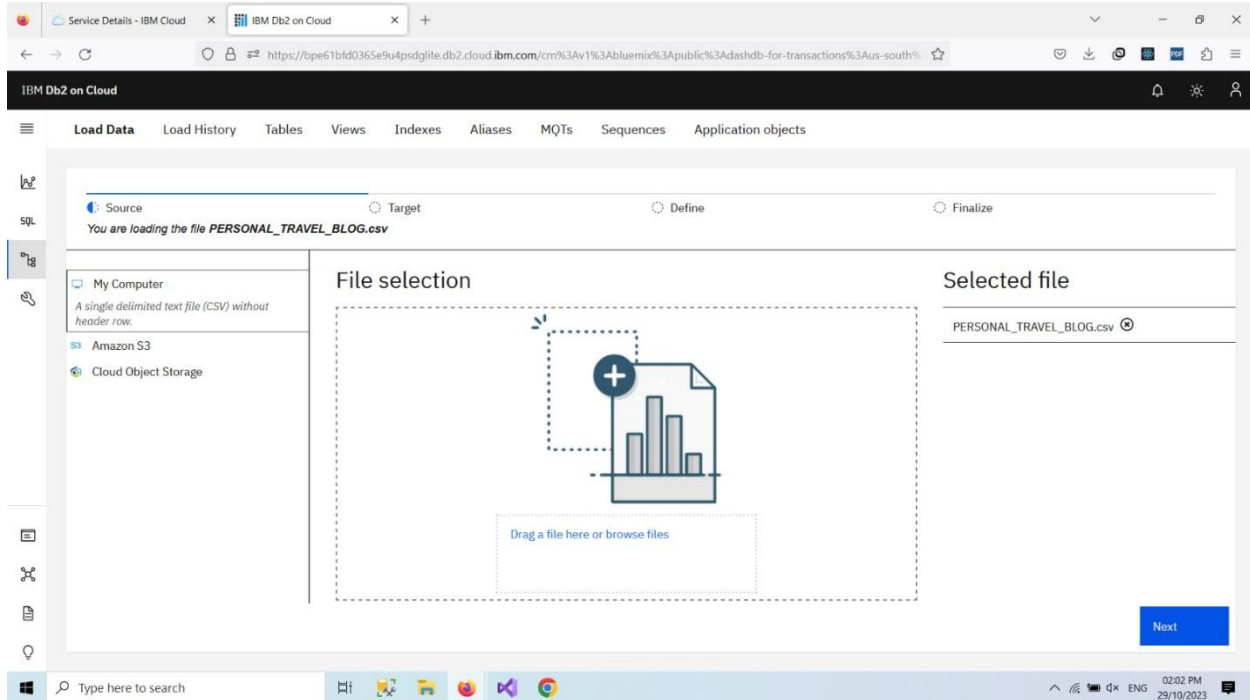 Service Details - IBM Cloud
IBM Db2 on Cloud
https://bpe61bfd0365e9u4psdglite.db2.cloud.ibm.com/crn%3Av1%3Abluemix%3Apublic%3Adashdb-for-transactions%3Aus-south%
IBM Db2 on Cloud
Load Data Load History Tables Views Indexes Aliases MQTs Sequences Application objects
SQL
Source Target Define Finalize
You are loading the file PERSONAL_TRAVEL_BLOG.csv
My Computer
A single delimited text file (CSV) without
header row.
S3 Amazon S3
Cloud Object Storage
File selection
Drag a file here or browse files
Selected file
PERSONAL_TRAVEL_BLOG.csv
Next
Type here to search
ENG
02:02 PM
29/10/2023